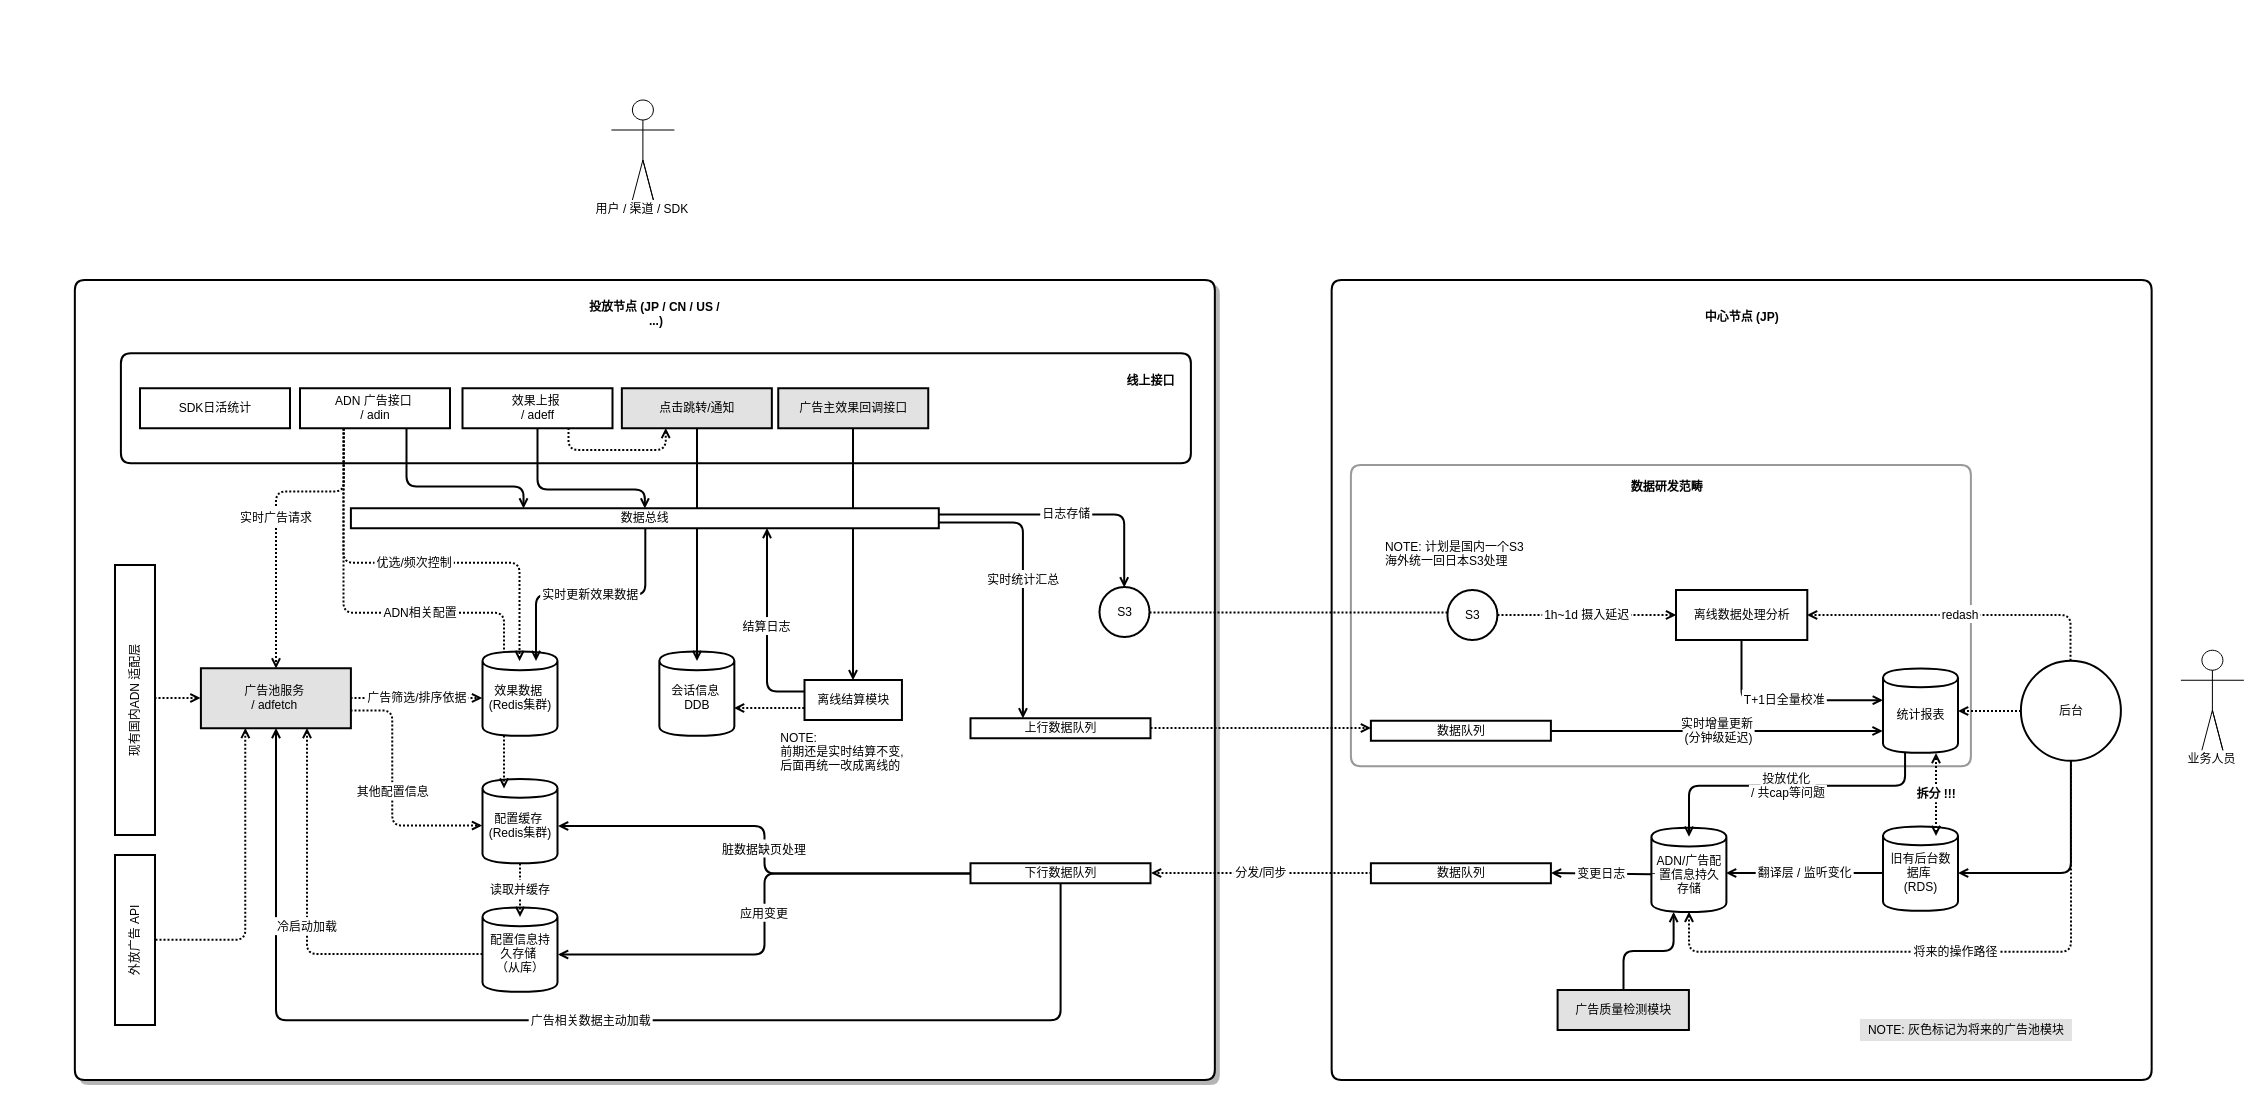 用户 / 渠道 / SDK
投放节点 (JP / CN / US /
...)
线上接口
SDK日活统计
ADN 广告接口
/ adin
效果上报
/ adeff
点击跳转/通知
广告主效果回调接口
数据总线
实时广告请求
优选/频次控制
ADN相关配置
实时更新效果数据
结算日志
日志存储
实时统计汇总
S3
现有国内ADN 适配层
广告池服务
/ adfetch
广告筛选/排序依据
效果数据
(Redis集群)
会话信息
DDB
离线结算模块
NOTE:
前期还是实时结算不变,
后面再统一改成离线的
上行数据队列
其他配置信息
配置缓存
(Redis集群)
脏数据缺页处理
下行数据队列
读取并缓存
应用变更
外放广告 API
冷启动加载
配置信息持
久存储
（从库）
广告相关数据主动加载
分发/同步
中心节点 (JP)
数据研发范畴
NOTE: 计划是国内一个S3
海外统一回日本S3处理
S3
1h~1d 摄入延迟
离线数据处理分析
redash
T+1日全量校准
统计报表
后台
数据队列
实时增量更新
(分钟级延迟)
投放优化
/ 共cap等问题
拆分 !!!
数据队列
变更日志
ADN/广告配
置信息持久
存储
翻译层 / 监听变化
旧有后台数
据库
(RDS)
将来的操作路径
广告质量检测模块
NOTE: 灰色标记为将来的广告池模块
业务人员